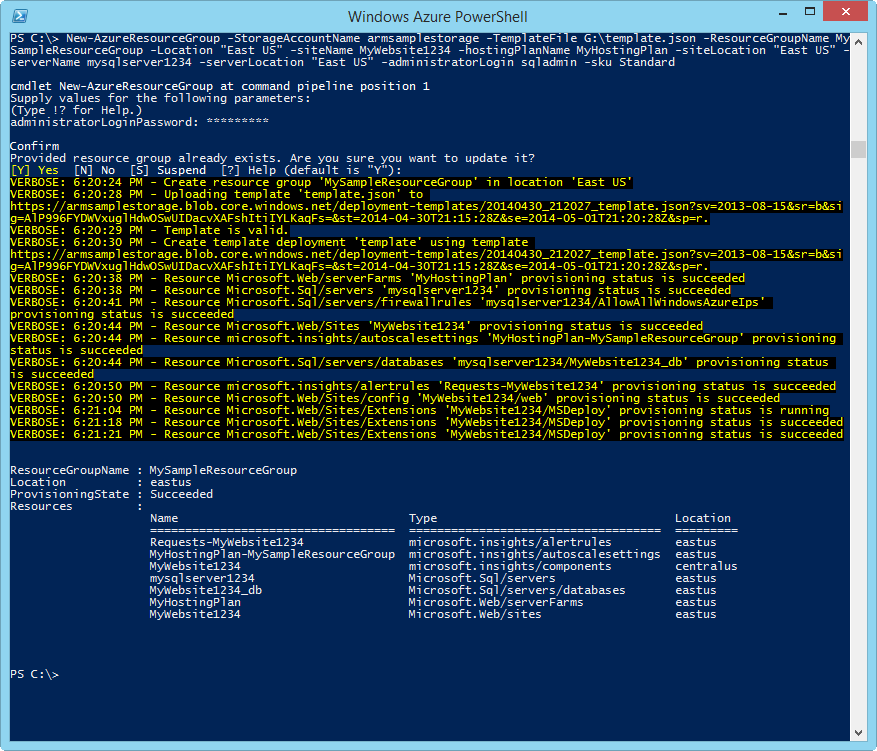 Windows Azure PowerShell
PS C:\> New-AzureResourceGroup -StorageAccountName armsamplestorage -TemplateFile G:\template.json -ResourceGroupName My
SampleResourceGroup -Location "East US" -siteName MyWebsite1234 -hostingPlanName MyHostingPlan -siteLocation "East US" -
serverName mysqlserver1234 -serverLocation "East US" -administratorLogin sqladmin -sku Standard
cmdlet New-AzureResourceGroup at command pipeline position 1
Supply values for the following parameters:
(Type !? for Help.)
administratorLoginPassword: *********
Confirm
Provided resource group already exists. Are you sure you want to update it?
[Y] Yes  [N] No  [S] Suspend  [?] Help (default is "Y"):
VERBOSE: 6:20:24 PM - Create resource group 'MySampleResourceGroup' in location 'East US'
VERBOSE: 6:20:28 PM - Uploading template 'template.json' to
https://armsamplestorage.blob.core.windows.net/deployment-templates/20140430_212027_template.json?sv=2013-08-15&sr=b&si
g=AlP996FYDWVxuglHdwOSwUIDacvXAFshItiIYLKaqFs=&st=2014-04-30T21:15:28Z&se=2014-05-01T21:20:28Z&sp=r.
VERBOSE: 6:20:29 PM - Template is valid.
VERBOSE: 6:20:30 PM - Create template deployment 'template' using template
https://armsamplestorage.blob.core.windows.net/deployment-templates/20140430_212027_template.json?sv=2013-08-15&sr=b&si
g=AlP996FYDWVxuglHdwOSwUIDacvXAFshItiIYLKaqFs=&st=2014-04-30T21:15:28Z&se=2014-05-01T21:20:28Z&sp=r.
VERBOSE: 6:20:38 PM - Resource Microsoft.Web/serverFarms 'MyHostingPlan' provisioning status is succeeded
VERBOSE: 6:20:38 PM - Resource Microsoft.Sql/servers 'mysqlserver1234' provisioning status is succeeded
VERBOSE: 6:20:41 PM - Resource Microsoft.Sql/servers/firewallrules 'mysqlserver1234/AllowAllWindowsAzureIps'
provisioning status is succeeded
VERBOSE: 6:20:44 PM - Resource Microsoft.Web/Sites 'MyWebsite1234' provisioning status is succeeded
VERBOSE: 6:20:44 PM - Resource microsoft.insights/autoscalesettings 'MyHostingPlan-MySampleResourceGroup' provisioning
status is succeeded
VERBOSE: 6:20:44 PM - Resource Microsoft.Sql/servers/databases 'mysqlserver1234/MyWebsite1234_db' provisioning status
is succeeded
VERBOSE: 6:20:50 PM - Resource microsoft.insights/alertrules 'Requests-MyWebsite1234' provisioning status is succeeded
VERBOSE: 6:20:50 PM - Resource Microsoft.Web/Sites/config 'MyWebsite1234/web' provisioning status is succeeded
VERBOSE: 6:21:04 PM - Resource Microsoft.Web/Sites/Extensions 'MyWebsite1234/MSDeploy' provisioning status is running
VERBOSE: 6:21:18 PM - Resource Microsoft.Web/Sites/Extensions 'MyWebsite1234/MSDeploy' provisioning status is succeeded
VERBOSE: 6:21:21 PM - Resource Microsoft.Web/Sites/Extensions 'MyWebsite1234/MSDeploy' provisioning status is succeeded
ResourceGroupName : MySampleResourceGroup
Location          : eastus
ProvisioningState : Succeeded
Resources         :
Name                                 Type                                  Location
===================================  ====================================  =========
Requests-MyWebsite1234               microsoft.insights/alertrules         eastus
MyHostingPlan-MySampleResourceGroup  microsoft.insights/autoscalesettings  eastus
MyWebsite1234                        microsoft.insights/components         centralus
mysqlserver1234                      Microsoft.Sql/servers                 eastus
MyWebsite1234_db                     Microsoft.Sql/servers/databases       eastus
MyHostingPlan                        Microsoft.Web/serverFarms             eastus
MyWebsite1234                        Microsoft.Web/sites                   eastus
PS C:\>